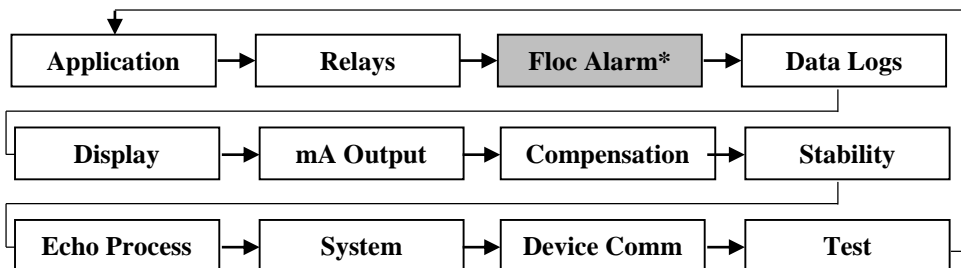 Application Relays Floc Alarm* Data Logs
Display mA Output Compensation Stability
Echo Process System Device Comm Test